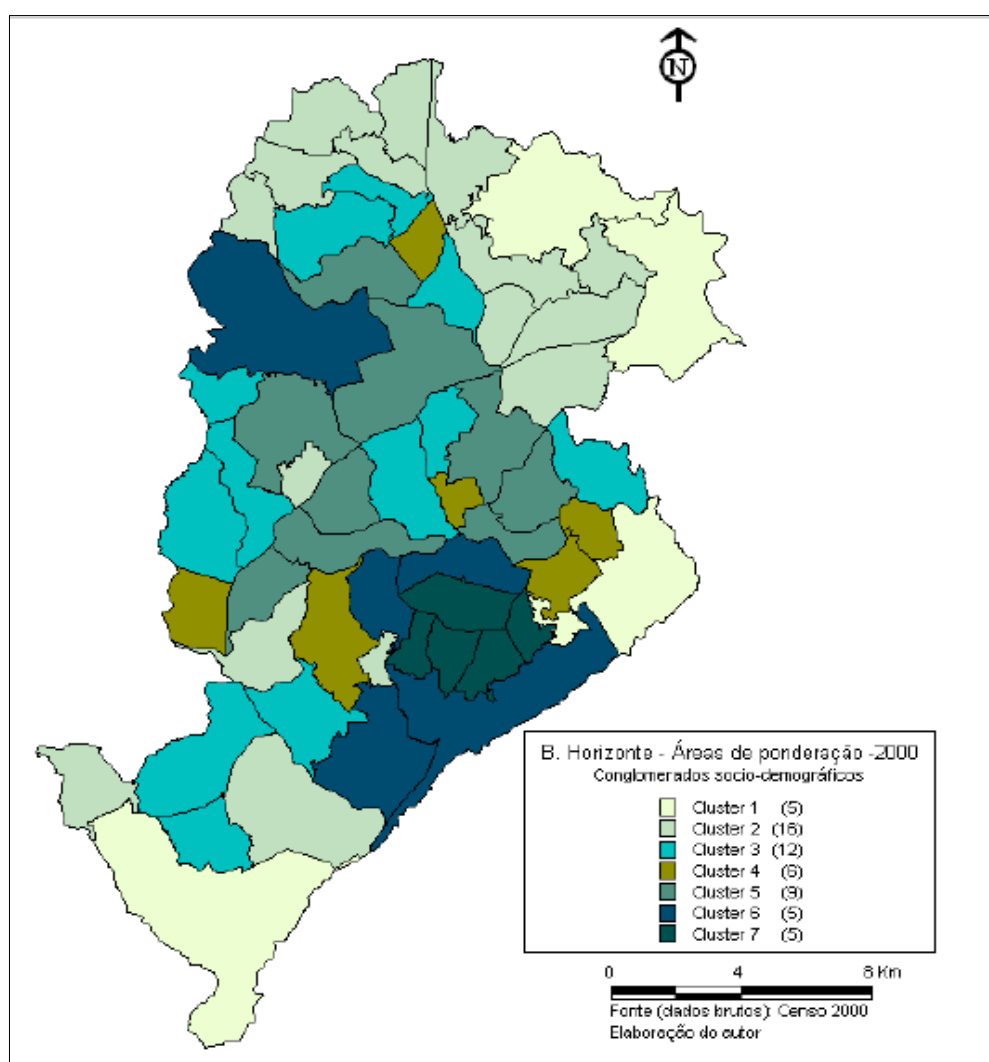 N
B. Horizonte - Áreas de ponderação -2000
Conglomerados socio-demográficos
Cluster 1 (5)
Cluster 2 (16)
Cluster 3 (12)
Cluster 4 (6)
Cluster 5 (9)
Cluster 6 (5)
Cluster 7 (5)
0 4 8 Km
Fonte (dados brutos): Censo 2000
Elaboração do autor